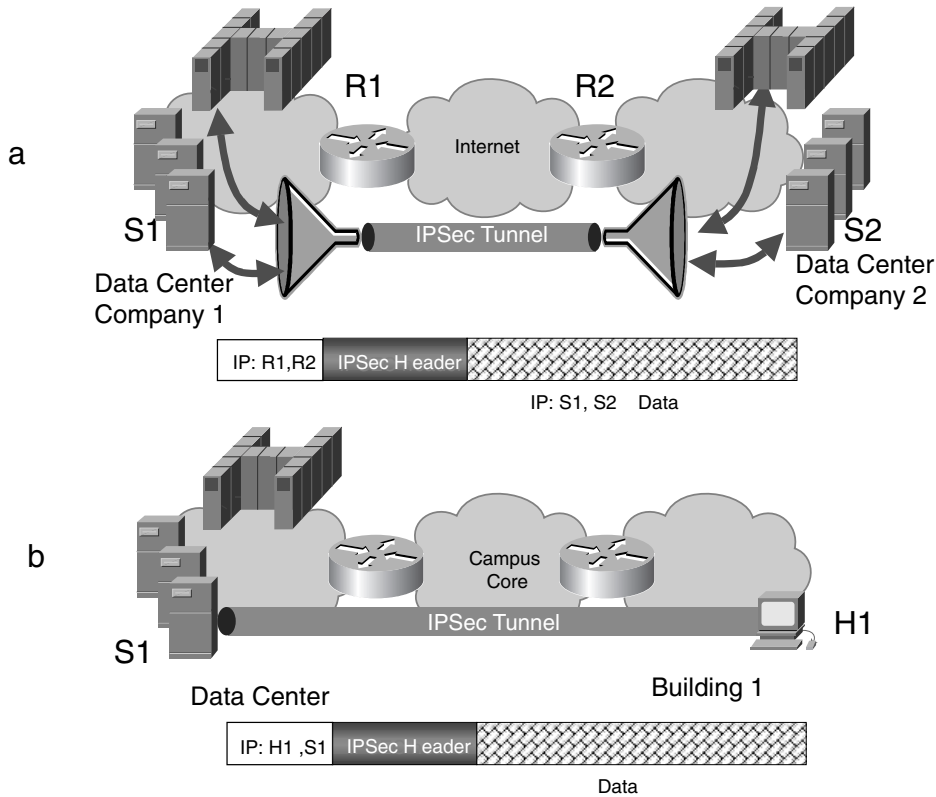 a
R1
R2
Internet
S1
IPSec Tunnel
S2
Data Center
Company 1
Data Center
Company 2
IP: R1,R2
IPSec H eader
IP: S1, S2 Data
b
Campus
Core
IPSec Tunnel
S1
H1
Data Center
Building 1
IP: H1 ,S1
IPSec H eader
Data